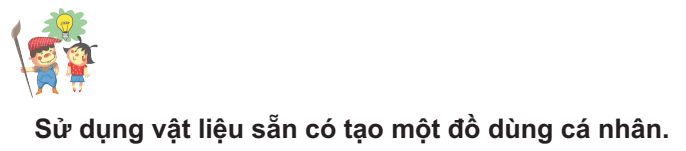 Sử dụng vật liệu sẵn có tạo một đồ dùng cá nhân.